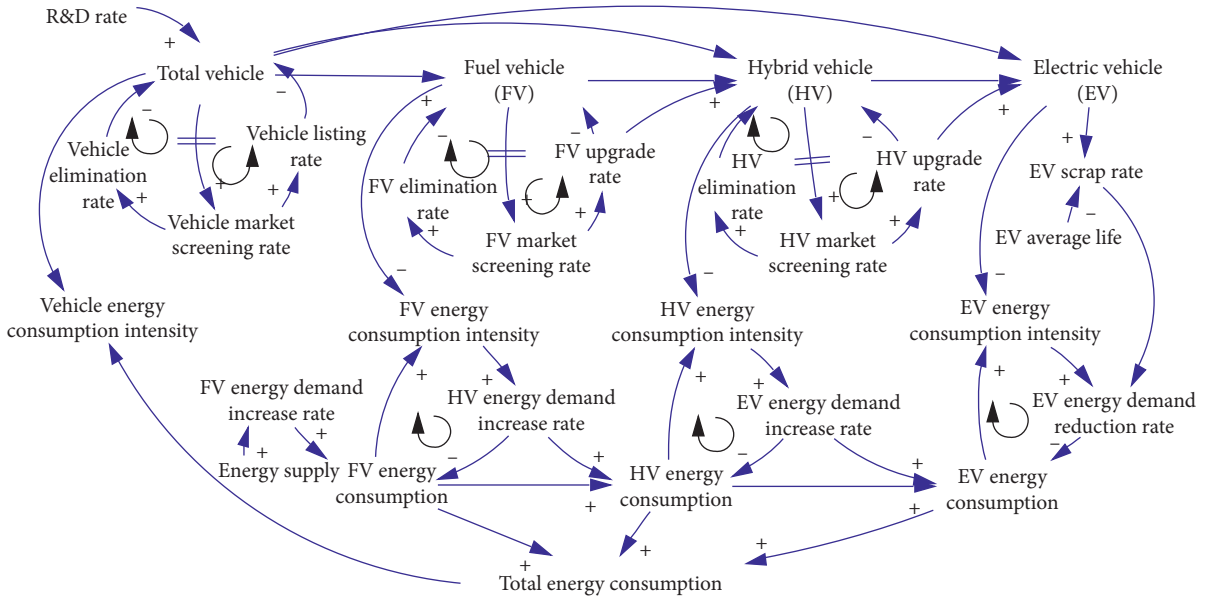 R&D rate
Total vehicle
Fuel vehicle
(FV)
Hybrid vehicle
(HV)
Electric vehicle
(EV)
Vehicle
elimination
rate
Vehicle listing
rate
Vehicle market
screening rate
FV elimination
rate
FV upgrade
rate
FV market
screening rate
HV
elimination
rate
HV upgrade
rate
HV market
screening rate
EV scrap rate
EV average life
Vehicle energy
consumption intensity
FV energy
consumption intensity
HV energy
consumption intensity
EV energy
consumption intensity
FV energy demand
increase rate
HV energy demand
increase rate
EV energy demand
increase rate
EV energy demand
reduction rate
Energy supply
FV energy
consumption
HV energy
consumption
EV energy
consumption
Total energy consumption